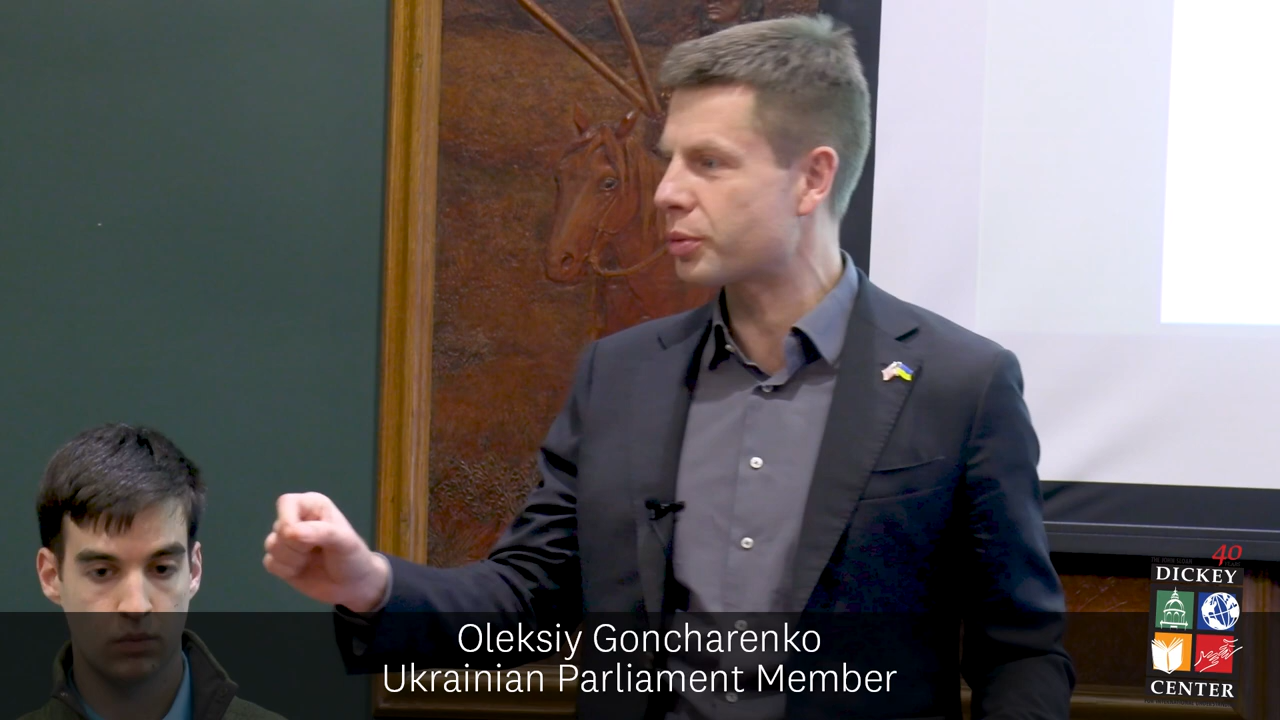 Oleksiy Goncharenko
Ukrainian Parliament Member
40
DICKEY
CENTER